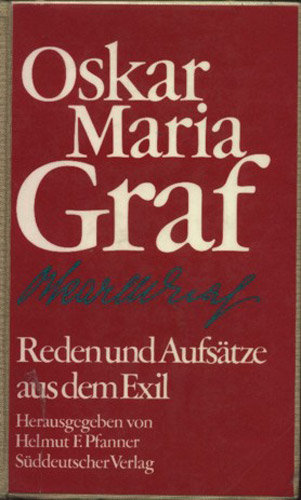 Oskar
Maria
Graf
Reden und Aufsätze
aus dem Exil
Herausgegeben von
Helmut F. Pfanner
Süddeutscher Verlag